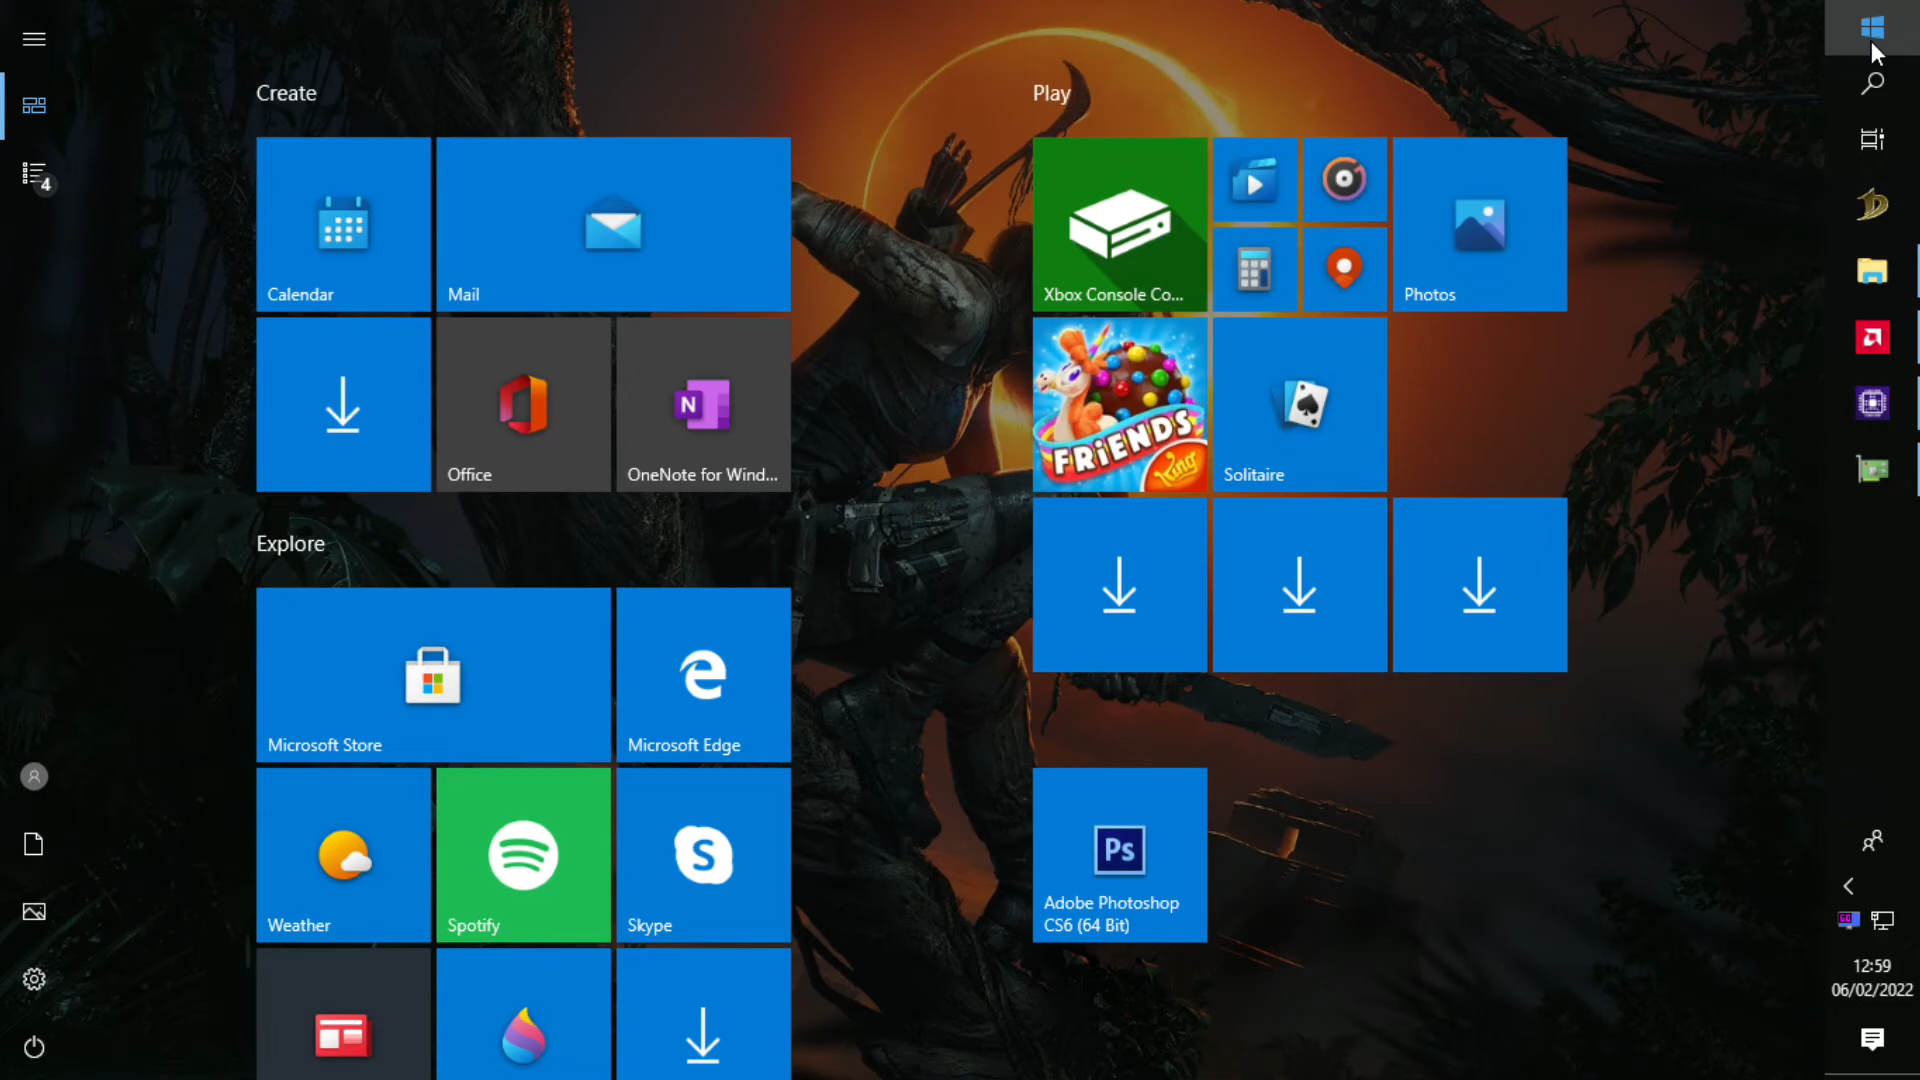 4
Create
Calendar
Mail
Office
N
OneNote for Wind...
Explore
Microsoft Store
Microsoft Edge
Weather
Spotify
S
Skype
Play
Xbox Console Co...
Photos
FRiENDS
King
Solitaire
Ps
Adobe Photoshop
CS6 (64 Bit)
12:59
06/02/2022